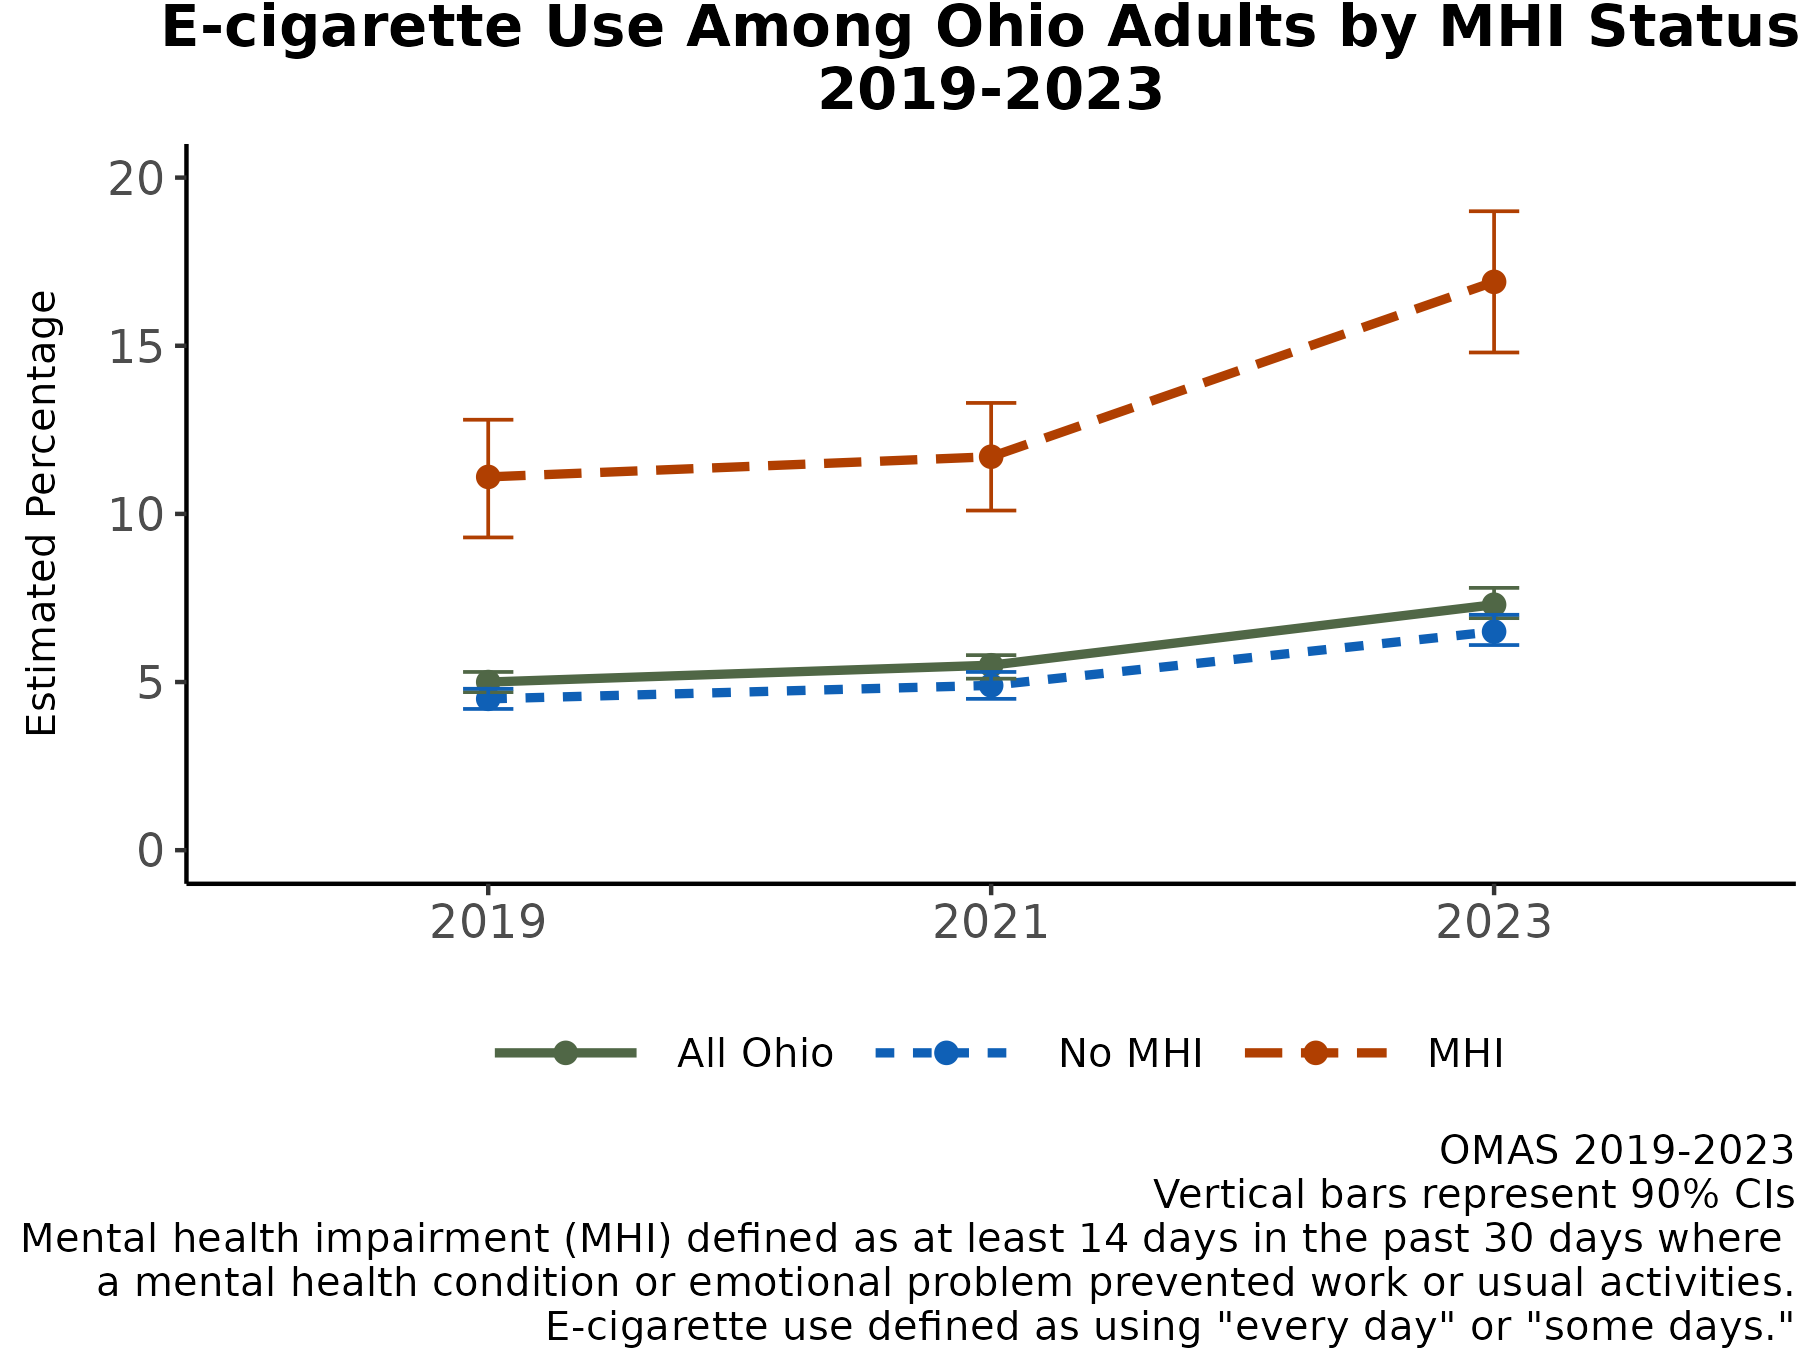 E-cigarette Use Among Ohio Adults by MHI Status
2019-2023
Estimated Percentage
20
15
10
5
0
2019 2021 2023
All Ohio No MHI MHI
OMAS 2019-2023
Vertical bars represent 90% CIs
Mental health impairment (MHI) defined as at least 14 days in the past 30 days where
a mental health condition or emotional problem prevented work or usual activities.
E-cigarette use defined as using "every day" or "some days."